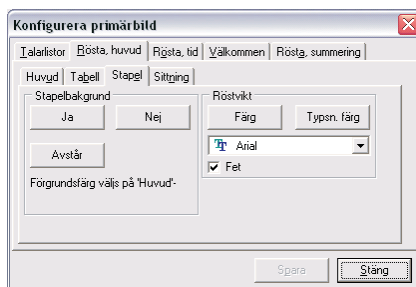 Konfigurera primärbild
Talarlistor Rösta, huvud Rösta, tid Välkommen Rösta, summering
Huvud Tabell Stapel Sittning
Stapelbakgrund
Ja Nej
Avstår
Förgrundsfärg väljs på 'Huvud'-
Röstvikt
Färg Typsn. färg
Arial
Fet
Spara Stäng